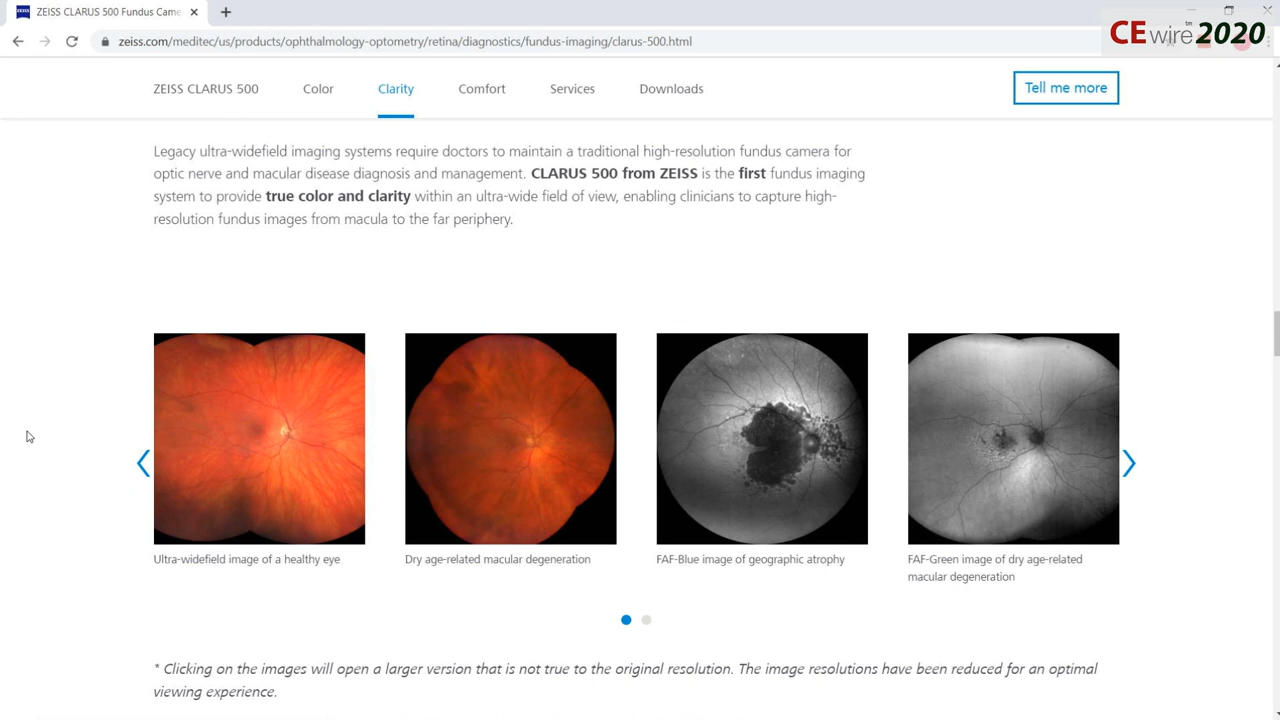 ZEISS CLARUS 500 Fundus Came
CEwire™2020
zeiss.com/meditec/us/products/ophthalmology-optometry/retina/diagnostics/fundus-imaging/clarus-500.html
ZEISS CLARUS 500 Color Clarity Comfort Services Downloads Tell me more
Legacy ultra-widefield imaging systems require doctors to maintain a traditional high-resolution fundus camera for
optic nerve and macular disease diagnosis and management. CLARUS 500 from ZEISS is the first fundus imaging
system to provide true color and clarity within an ultra-wide field of view, enabling clinicians to capture high-
resolution fundus images from macula to the far periphery.
Ultra-widefield image of a healthy eye
Dry age-related macular degeneration
FAF-Blue image of geographic atrophy
FAF-Green image of dry age-related
macular degeneration
* Clicking on the images will open a larger version that is not true to the original resolution. The image resolutions have been reduced for an optimal
viewing experience.